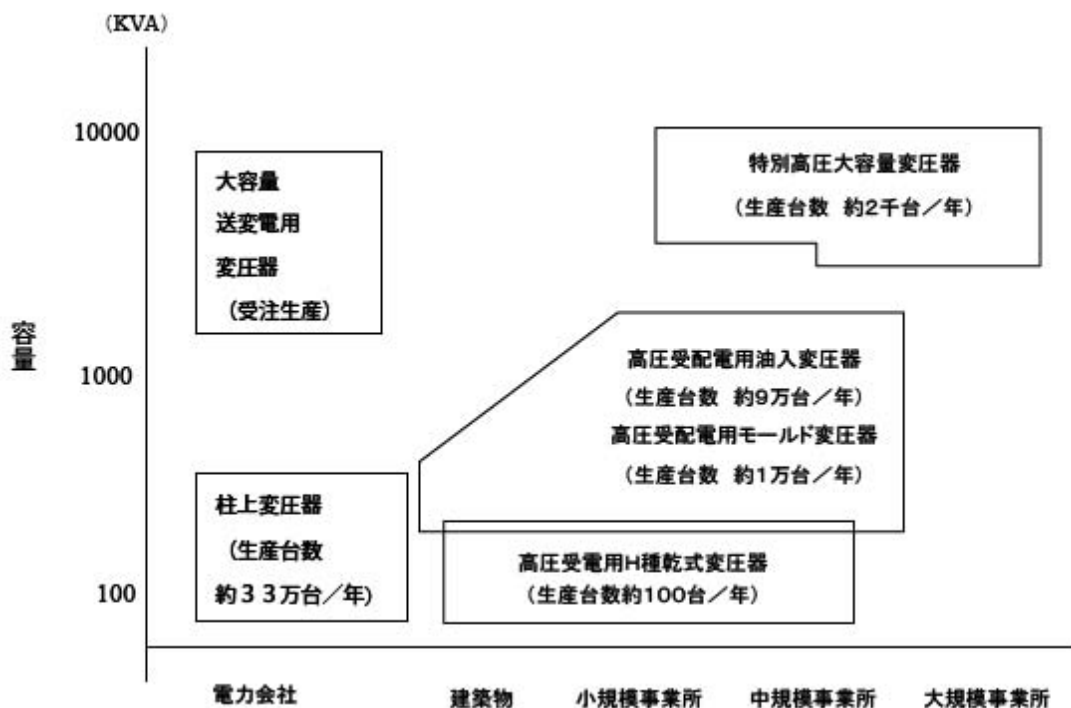 (KVA)
10000
1000
100
容量
大容量
送変電用
変圧器
(受注生産)
特別高圧大容量変圧器
(生産台数 約2千台／年)
高圧受配電用油入変圧器
(生産台数 約9万台／年)
高圧受配電用モールド変圧器
(生産台数 約1万台／年)
柱上変圧器
(生産台数
約３３万台／年)
高圧受電用H種乾式変圧器
(生産台数約100台／年)
電力会社
建築物
小規模事業所
中規模事業所
大規模事業所